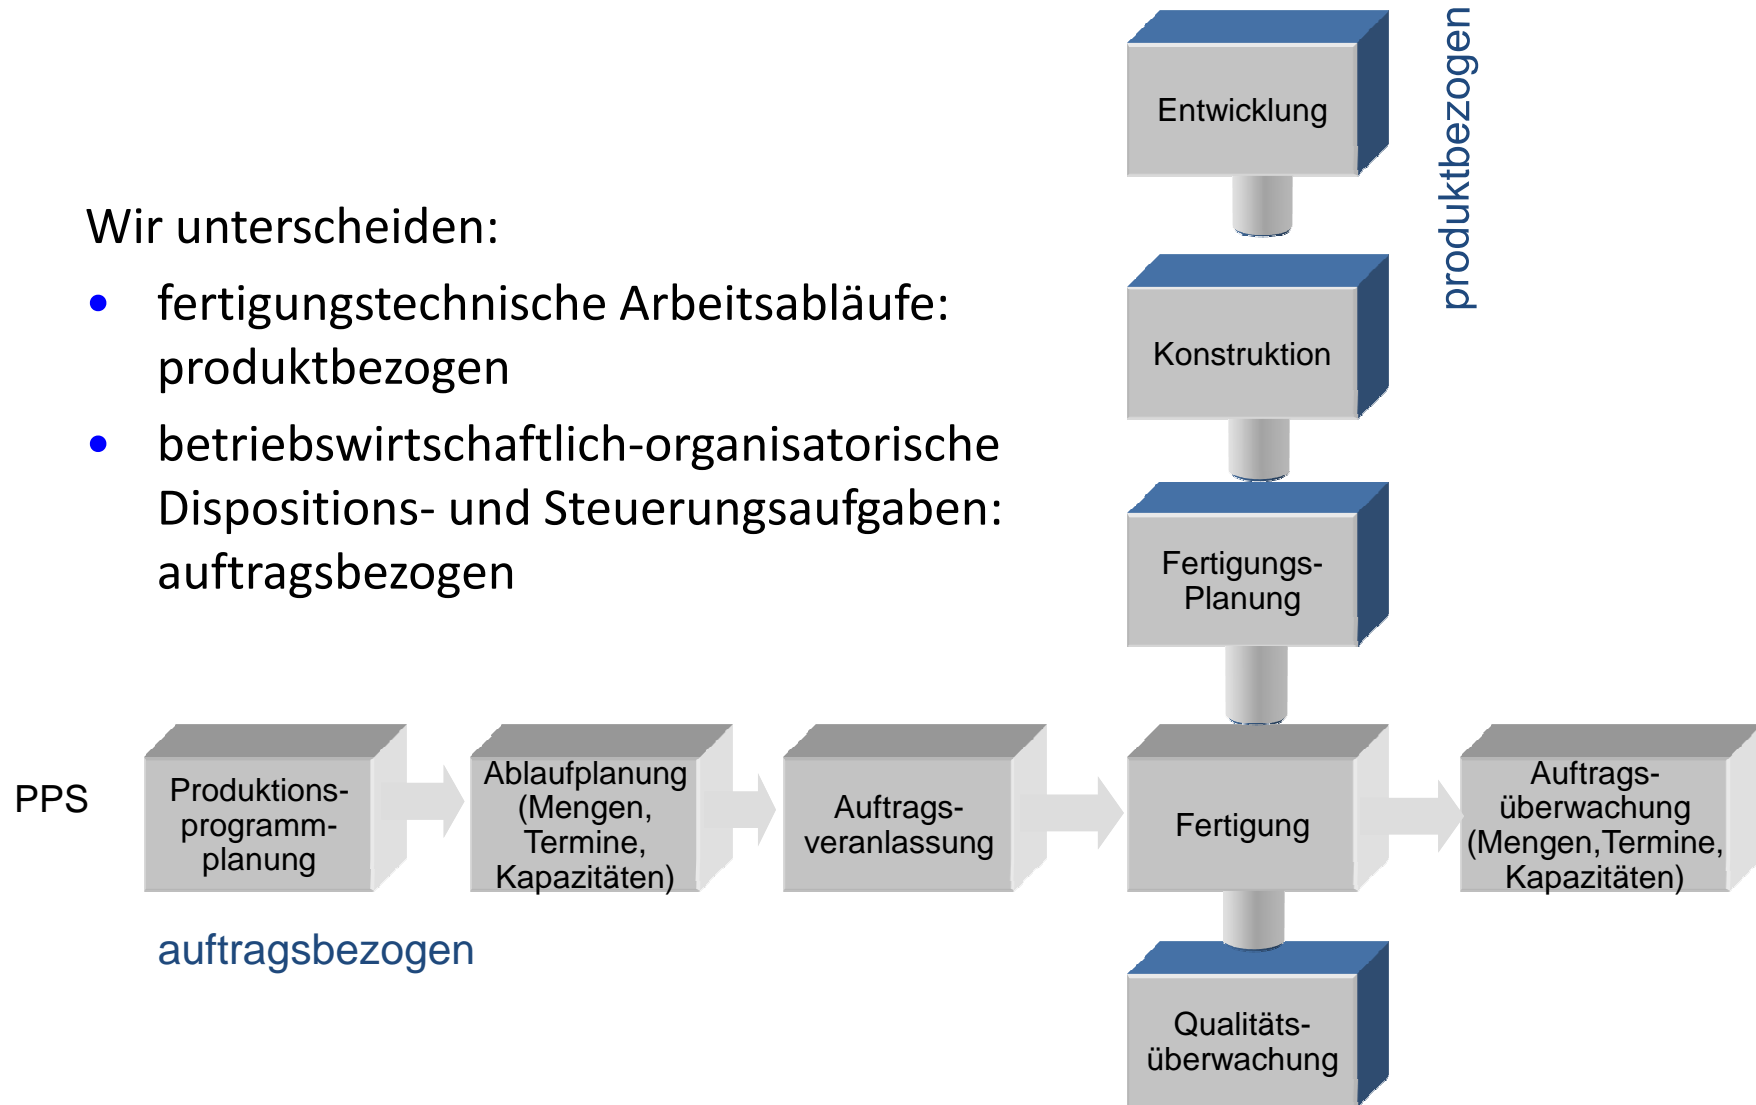 Wir unterscheiden:
• fertigungstechnische Arbeitsabläufe:
produktbezogen
• betriebswirtschaftlich-organisatorische
Dispositions- und Steuerungsaufgaben:
auftragsbezogen
produktbezogen
Entwicklung
Konstruktion
Fertigungs-
Planung
PPS
Produktions-
programm-
planung
Ablaufplanung
(Mengen,
Termine,
Kapazitäten)
Auftrags-
veranlassung
Fertigung
Auftrags-
überwachung
(Mengen,Termine,
Kapazitäten)
auftragsbezogen
Qualitäts-
überwachung